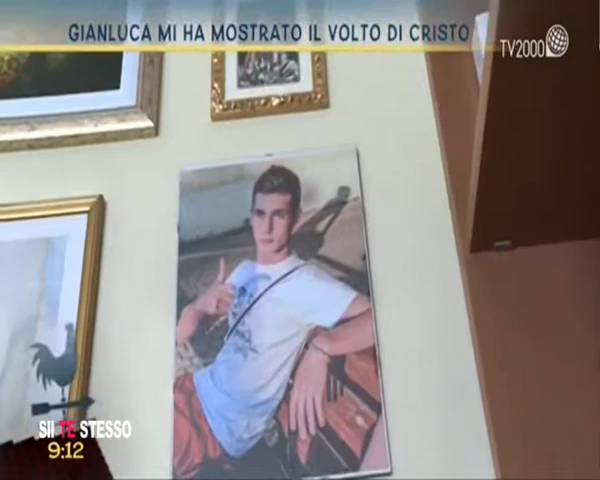 GIANLUCA MI HA MOSTRATO IL VOLTO DI CRISTO
TV2000
SII TE STESSO
9:12